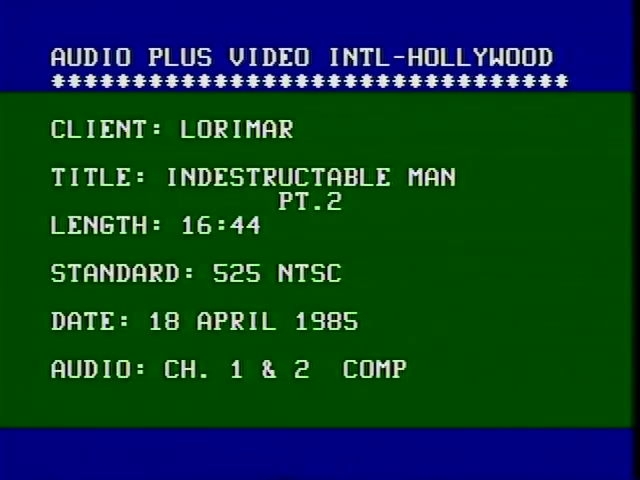 AUDIO PLUS VIDEO INTL-HOLLYWOOD
********************************
CLIENT: LORIMAR
TITLE: INDESTRUCTABLE MAN
PT.2
LENGTH: 16:44
STANDARD: 525 NTSC
DATE: 18 APRIL 1985
AUDIO: CH. 1 & 2 COMP